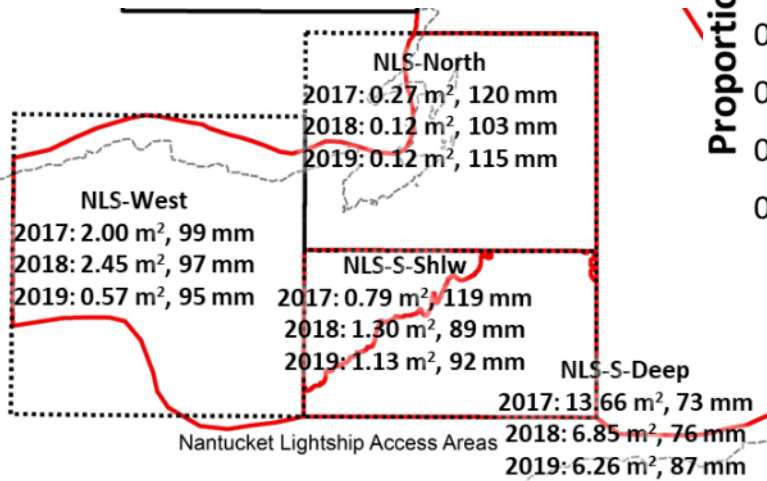 NLS-North
2017: 0.27 m², 120 mm
2018: 0.12 m², 103 mm
2019: 0.12 m², 115 mm
NLS-West
2017: 2.00 m², 99 mm
2018: 2.45 m², 97 mm
2019: 0.57 m², 95 mm
NLS-S-Shlw
2017: 0.79 m², 119 mm
2018: 1.30 m², 89 mm
2019: 1.13 m², 92 mm
NLS-S-Deep
2017: 13.66 m², 73 mm
2018: 6.85 m², 76 mm
2019: 6.26 m², 87 mm
Nantucket Lightship Access Areas
Proportio
0
0
0
0